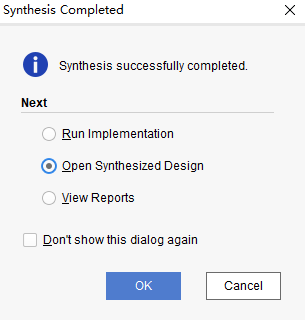 Synthesis Completed
Synthesis successfully completed.
Next
Run Implementation
Open Synthesized Design
View Reports
Don't show this dialog again
OK Cancel